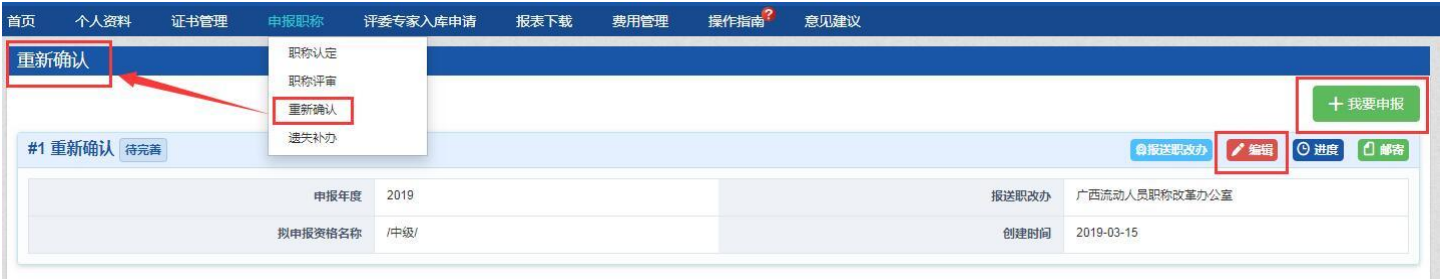 首页 个人资料 证书管理 申报职称 评委专家入库申请 报表下载 费用管理 操作指南? 意见建议
重新确认
职称认定
职称评审
重新确认
遗失补办
+ 我要申报
#1 重新确认 待完善 报送职改办 编辑 进度 邮寄
申报年度 2019 报送职改办 广西流动人员职称改革办公室
拟申报资格名称 /中级/ 创建时间 2019-03-15